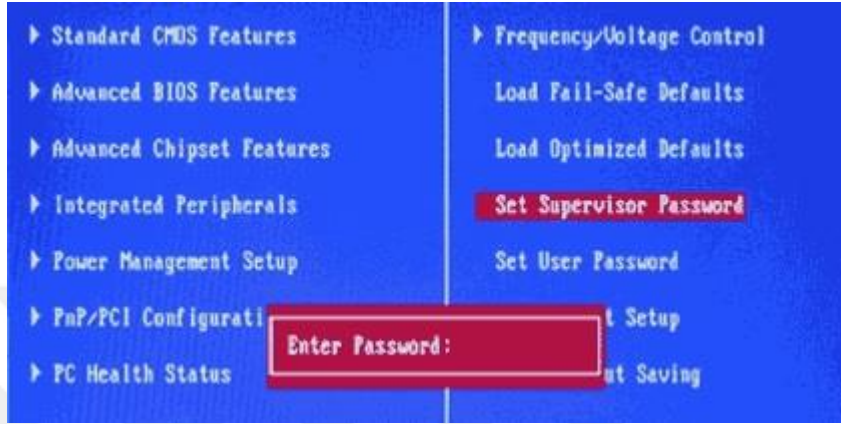 Standard CMOS Features
Advanced BIOS Features
Advanced Chipset Features
Integrated Peripherals
Power Management Setup
PnP/PCI Configurati
PC Health Status
Frequency/Voltage Control
Load Fail-Safe Defaults
Load Optimized Defaults
Set Supervisor Password
Set User Password
t Setup
ut Saving
Enter Password: